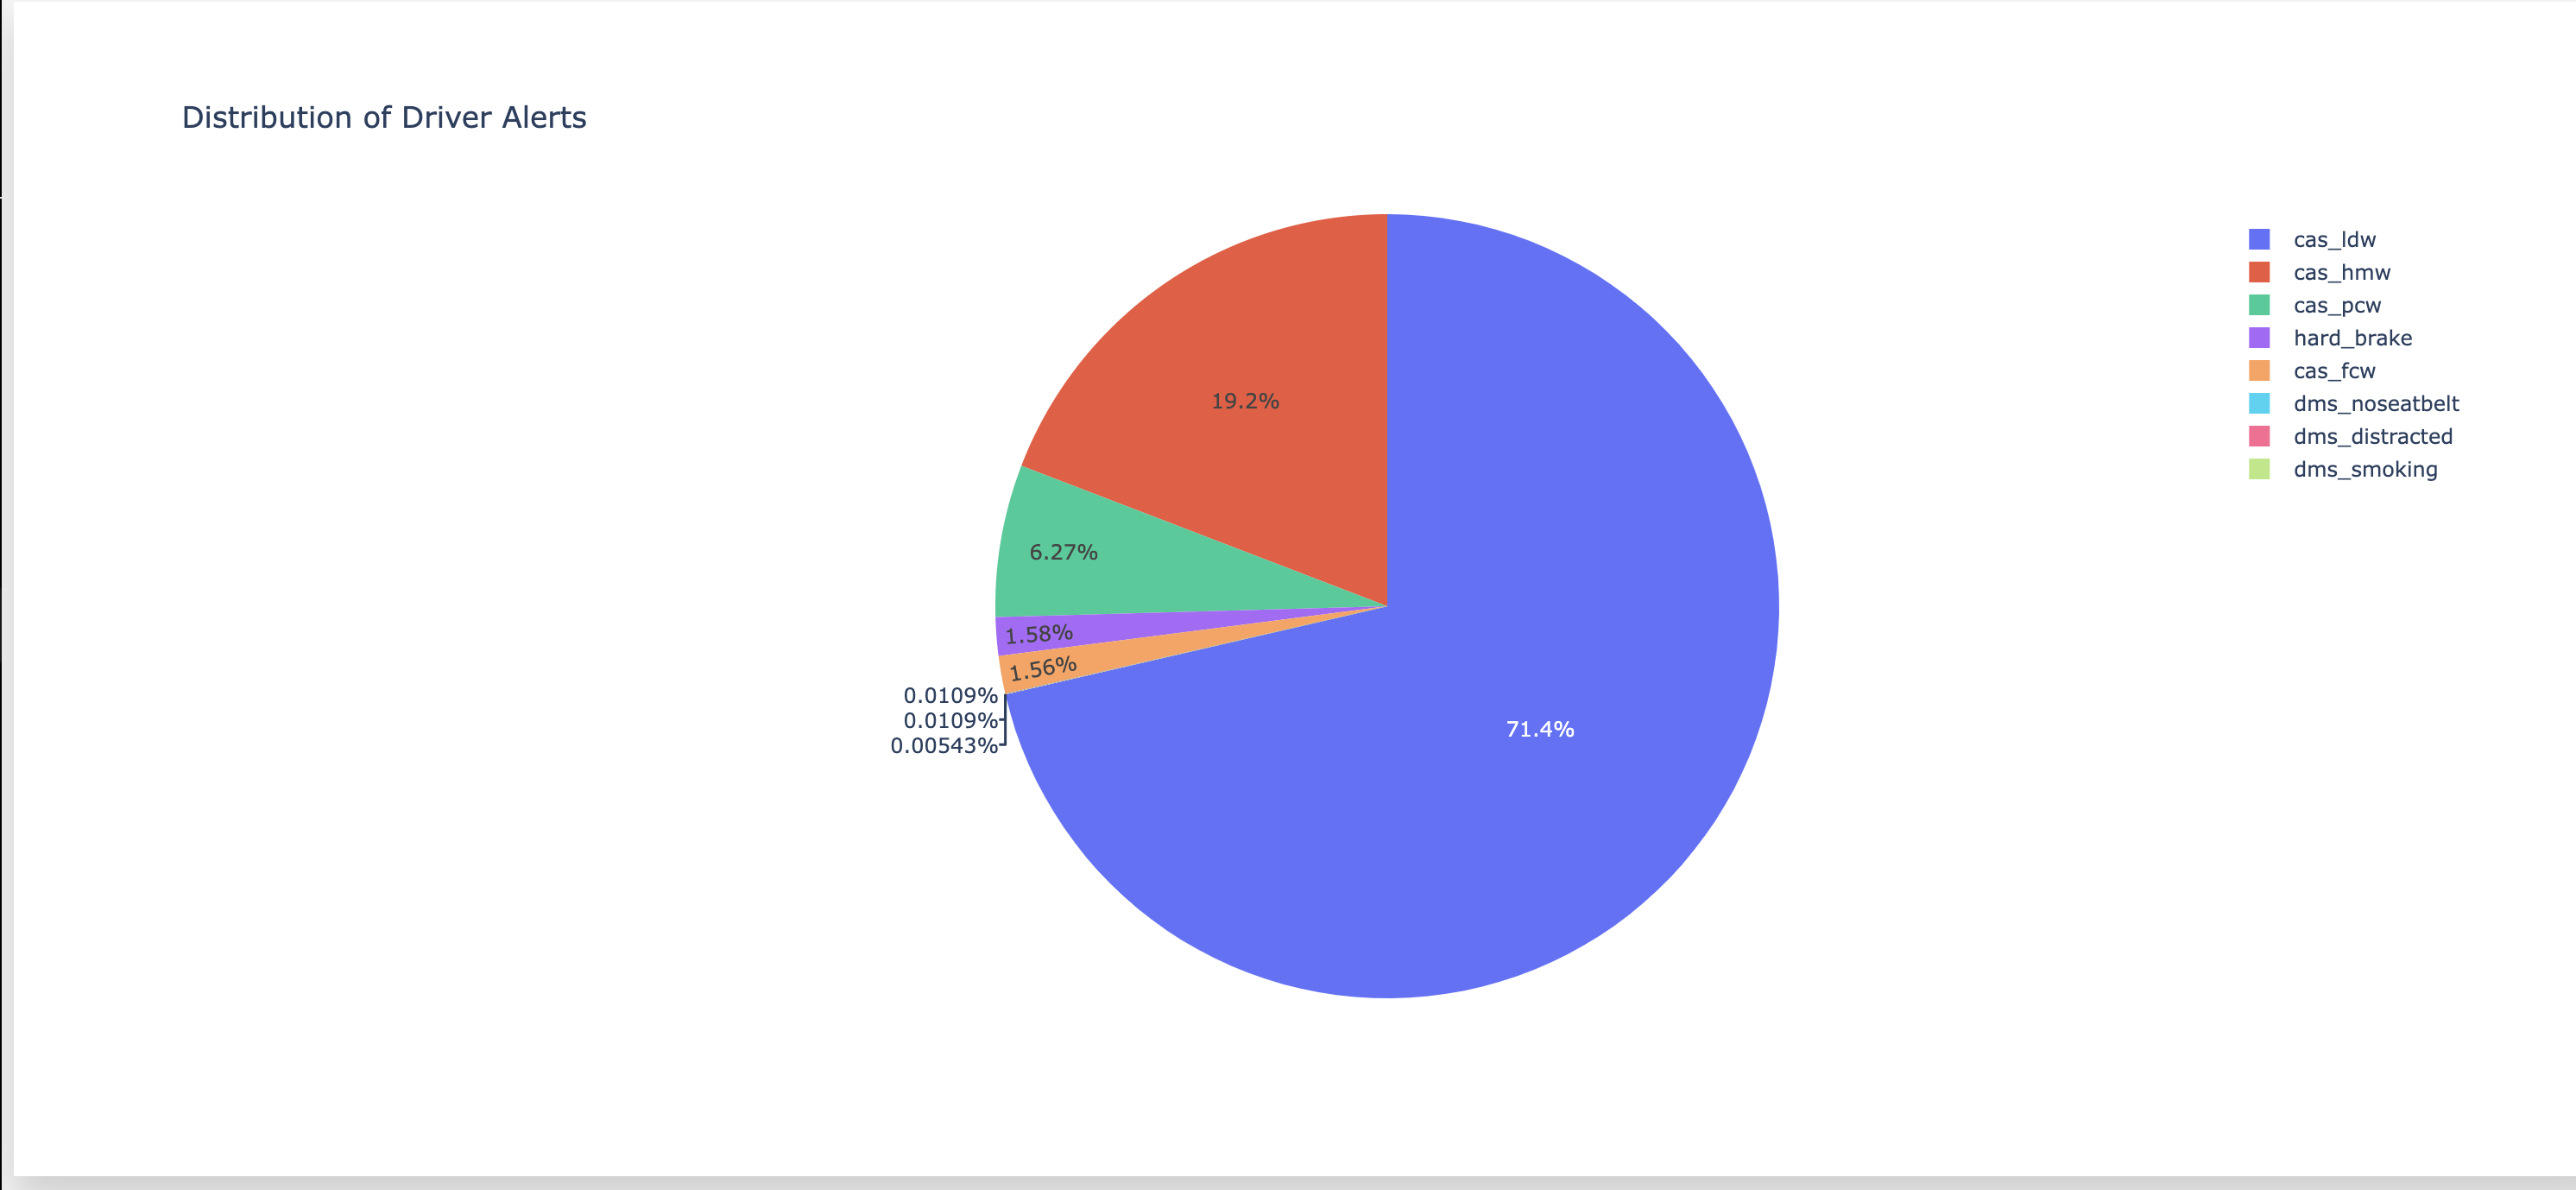 Distribution of Driver Alerts
cas_ldw
cas_hmw
cas_pcw
hard_brake
cas_fcw
dms_noseatbelt
dms_distracted
dms_smoking
19.2%
6.27%
1.58%
1.56%
0.0109%
0.0109%
0.00543%
71.4%